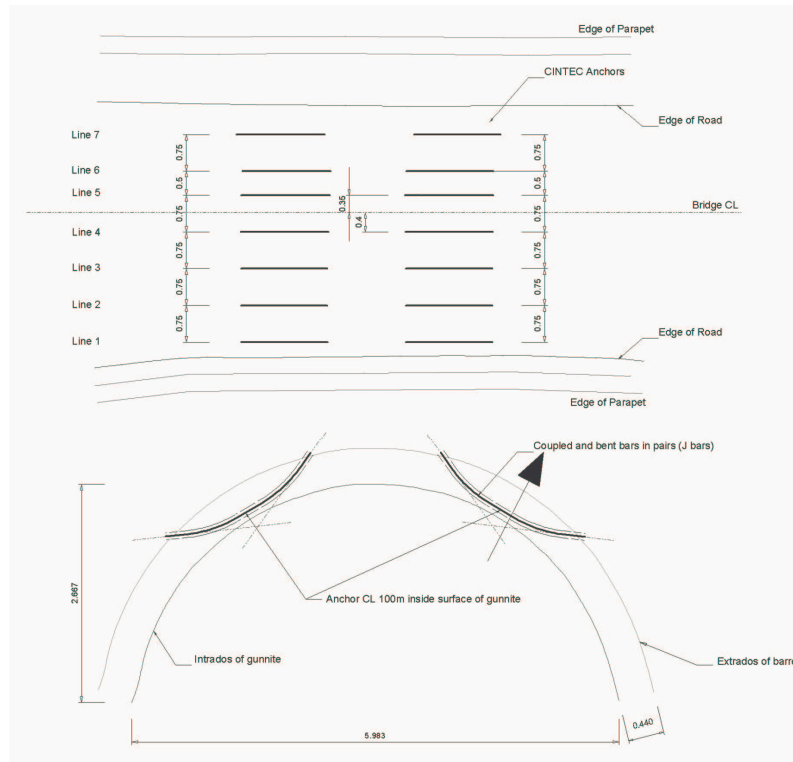 Edge of Parapet
CINTEC Anchors
Edge of Road
Line 7
0.75
0.75
Line 6
0.5
0.5
Line 5
0.35
Bridge CL
0.75
0.4
0.75
Line 4
0.75
0.75
Line 3
0.75
0.75
Line 2
0.75
0.75
Line 1
Edge of Road
Edge of Parapet
Coupled and bent bars in pairs (J bars)
2.667
Anchor CL 100m inside surface of gunnite
Intrados of gunnite
Extrados of barre
0.440
5.983